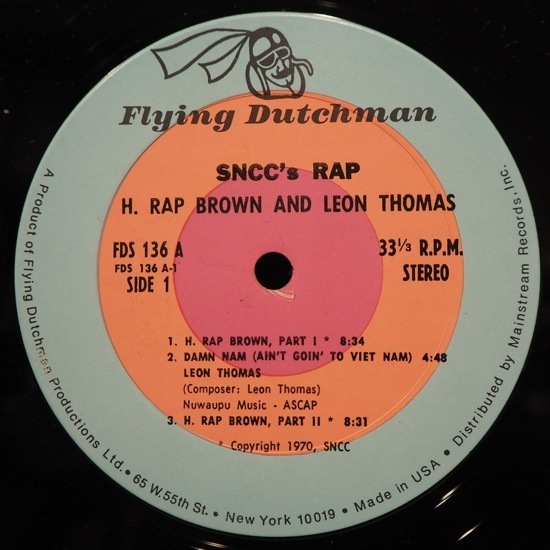 Flying Dutchman
SNCC's RAP
H. RAP BROWN AND LEON THOMAS
FDS 136 A
FDS 136 A-1
SIDE 1
33⅓ R.P.M.
STEREO
1. H. RAP BROWN, PART I * 8:34
2. DAMN NAM (AIN'T GOIN' TO VIET NAM) 4:48
LEON THOMAS
(Composer: Leon Thomas)
Nuwaupu Music - ASCAP
3. H. RAP BROWN, PART II * 8:31
* Copyright 1970, SNCC
A Product of Flying Dutchman Productions Ltd. • 65 W. 55th St. • New York 10019 • Made in USA • Distributed by Mainstream Records, Inc.